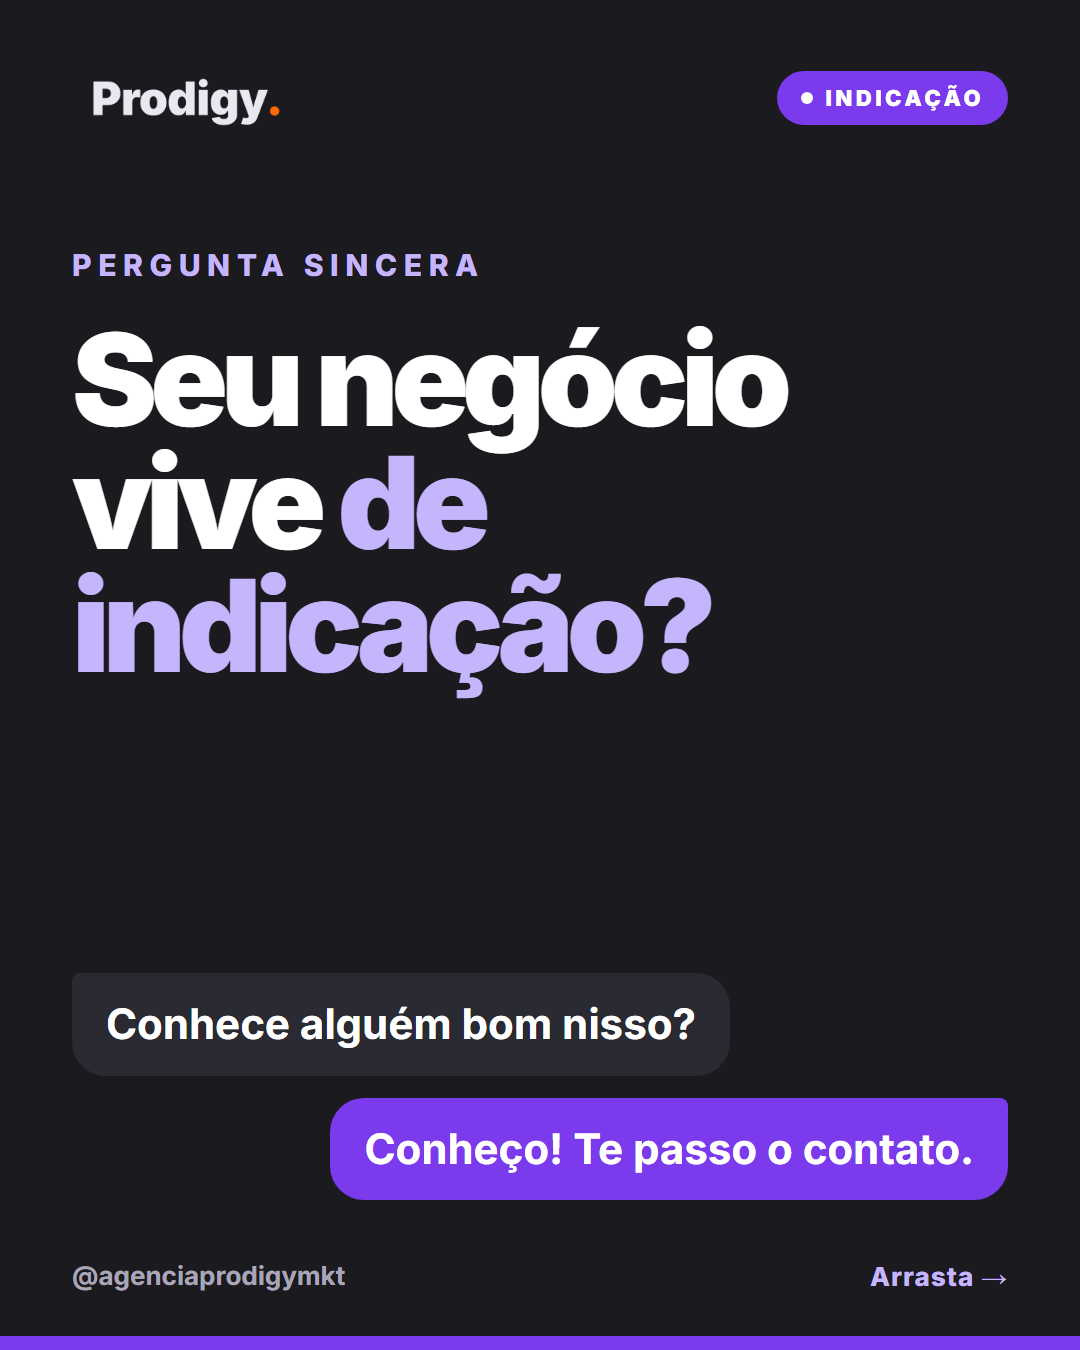 Prodigy.
INDICAÇÃO
PERGUNTA SINCERA
Seu negócio
vive de
indicação?
Conhece alguém bom nisso?
Conheço! Te passo o contato.
@agenciaprodigymkt
Arrasta →